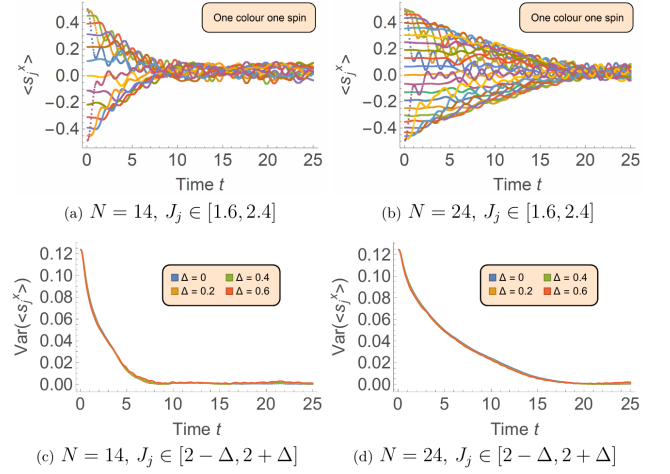 One colour one spin
<s_j^x>
0.4
0.2
0.0
−0.2
−0.4
0 5 10 15 20 25
Time t
(a) N = 14, J_j ∈ [1.6, 2.4]
One colour one spin
<s_j^x>
0.4
0.2
0.0
−0.2
−0.4
0 5 10 15 20 25
Time t
(b) N = 24, J_j ∈ [1.6, 2.4]
Var(<s_j^x>)
0.12
0.10
0.08
0.06
0.04
0.02
0.00
Δ = 0 Δ = 0.4
Δ = 0.2 Δ = 0.6
0 5 10 15 20 25
Time t
(c) N = 14, J_j ∈ [2 − Δ, 2 + Δ]
Var(<s_j^x>)
0.12
0.10
0.08
0.06
0.04
0.02
0.00
Δ = 0 Δ = 0.4
Δ = 0.2 Δ = 0.6
0 5 10 15 20 25
Time t
(d) N = 24, J_j ∈ [2 − Δ, 2 + Δ]